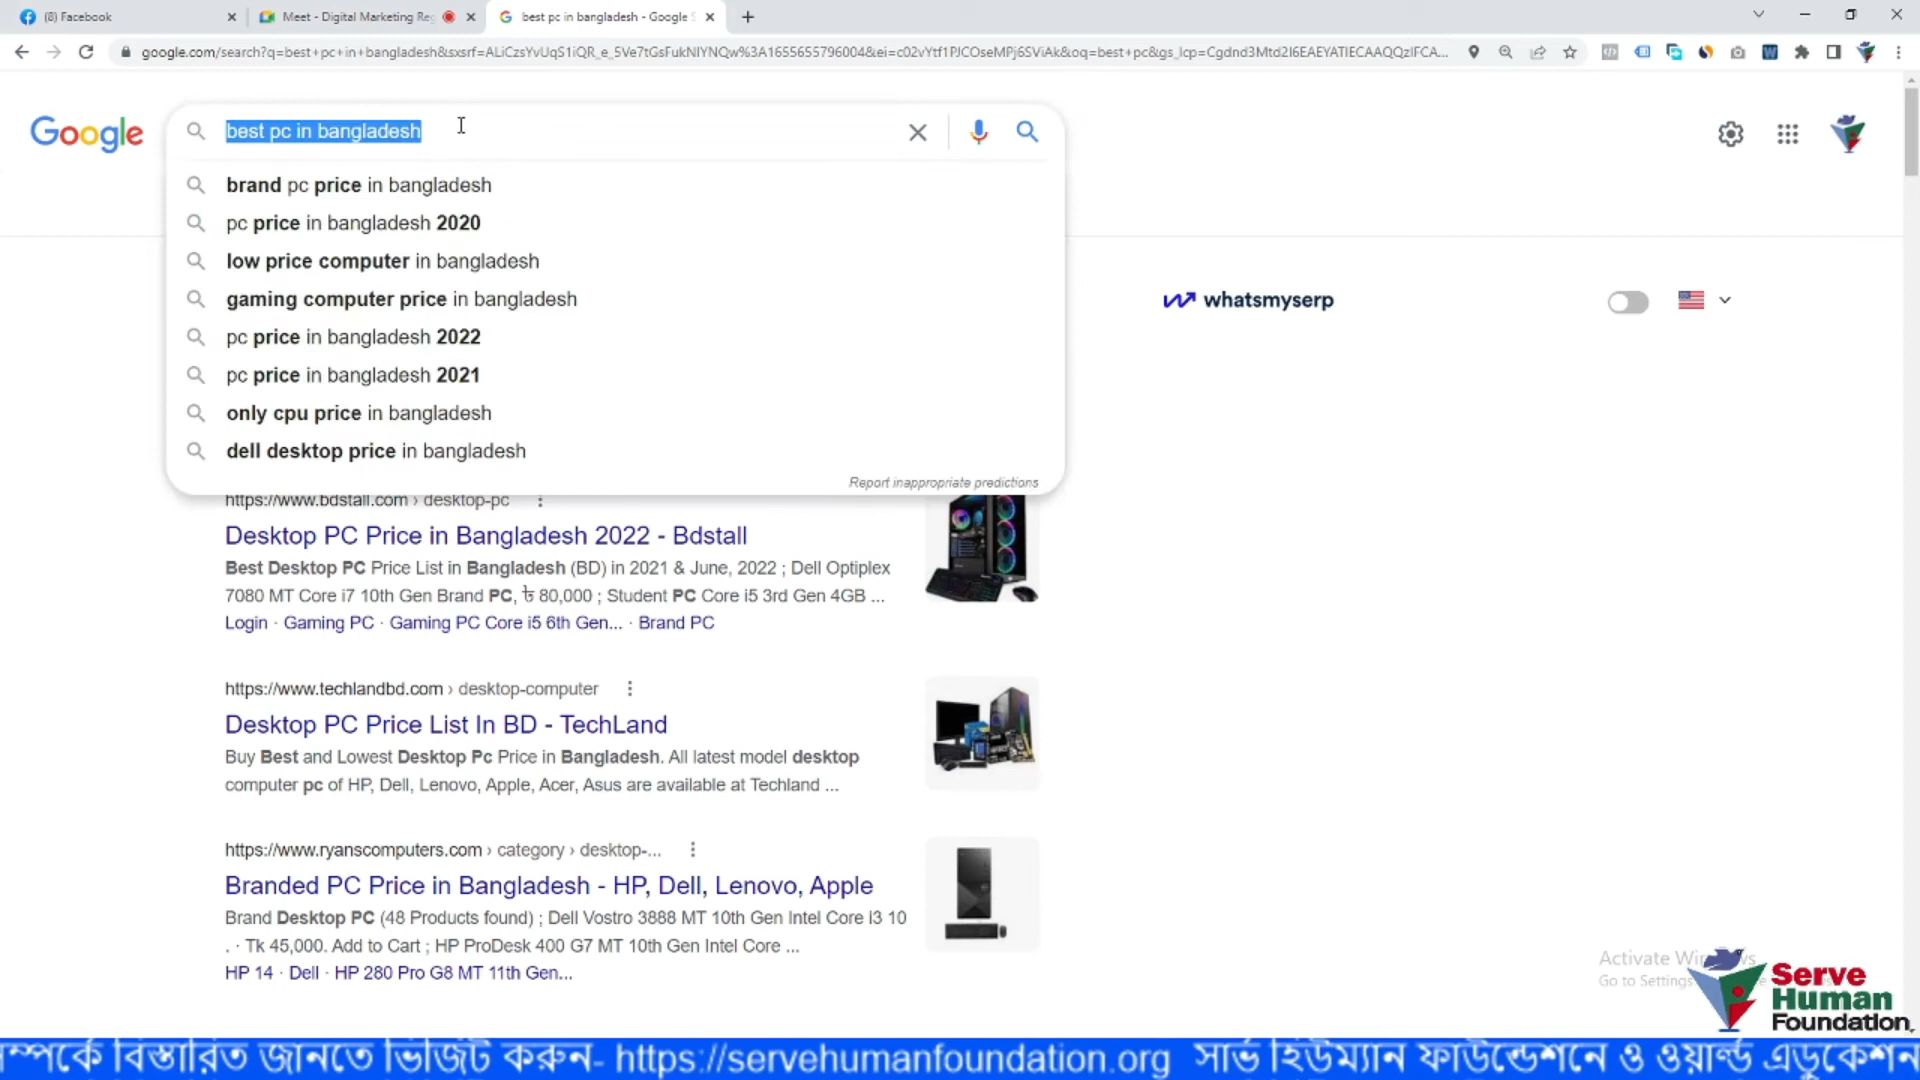 (8) Facebook
Meet - Digital Marketing Re
best pc in bangladesh - Google S
google.com/search?q=best+pc+in+bangladesh&sxsrf=ALiCzsYvUqS1iQR_e_5Ve7tGsFukNIYNQw%3A1655655796004&ei=c02vYtf1PJCOseMPj6SViAk&oq=best+pc&gs_lcp=Cgdnd3Mtd2l6EAEYATIECAAQQzIFCA...
Google
best pc in bangladesh
brand pc price in bangladesh
pc price in bangladesh 2020
low price computer in bangladesh
gaming computer price in bangladesh
pc price in bangladesh 2022
pc price in bangladesh 2021
only cpu price in bangladesh
dell desktop price in bangladesh
Report inappropriate predictions
whatsmyserp
https://www.bdstall.com › desktop-pc
Desktop PC Price in Bangladesh 2022 - Bdstall
Best Desktop PC Price List in Bangladesh (BD) in 2021 & June, 2022 ; Dell Optiplex
7080 MT Core i7 10th Gen Brand PC, ৳ 80,000 ; Student PC Core i5 3rd Gen 4GB ...
Login · Gaming PC · Gaming PC Core i5 6th Gen... · Brand PC
https://www.techlandbd.com › desktop-computer
Desktop PC Price List In BD - TechLand
Buy Best and Lowest Desktop Pc Price in Bangladesh. All latest model desktop
computer pc of HP, Dell, Lenovo, Apple, Acer, Asus are available at Techland ...
https://www.ryanscomputers.com › category › desktop-...
Branded PC Price in Bangladesh - HP, Dell, Lenovo, Apple
Brand Desktop PC (48 Products found) ; Dell Vostro 3888 MT 10th Gen Intel Core I3 10
. · Tk 45,000. Add to Cart ; HP ProDesk 400 G7 MT 10th Gen Intel Core ...
HP 14 · Dell · HP 280 Pro G8 MT 11th Gen...
Activate
Go to Settings
Serve
Human
Foundation.
ম্পর্কে বিস্তারিত জানতে ভিজিট করুন- https://servehumanfoundation.org সার্ভ হিউম্যান ফাউন্ডেশনে ও ওয়ার্ল্ড এডুকেশন